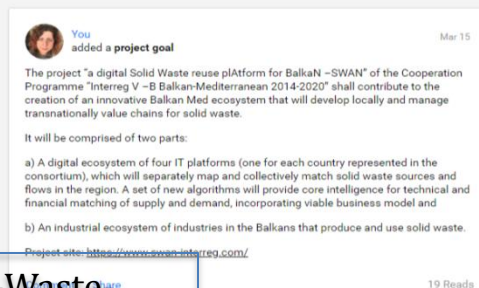 You
Mar 15
added a project goal
The project "a digital Solid Waste reuse plAtform for BalkaN –SWAN" of the Cooperation
Programme "Interreg V –B Balkan-Mediterranean 2014-2020" shall contribute to the
creation of an innovative Balkan Med ecosystem that will develop locally and manage
transnationally value chains for solid waste.
It will be comprised of two parts:
a) A digital ecosystem of four IT platforms (one for each country represented in the
consortium), which will separately map and collectively match solid waste sources and
flows in the region. A set of new algorithms will provide core intelligence for technical and
financial matching of supply and demand, incorporating viable business model and
b) An industrial ecosystem of industries in the Balkans that produce and use solid waste.
Project site: https://www.swan-interreg.com/
Waste
19 Reads